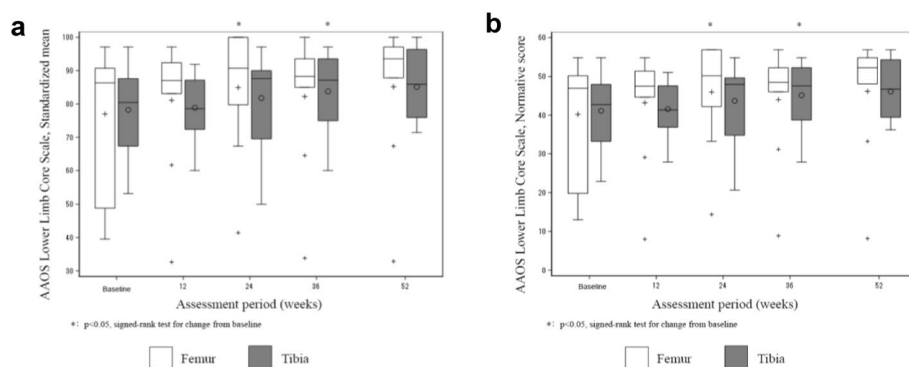 a
AAOS Lower Limb Core Scale, Standardized mean
* *
100
90
80
70
60
50
40
30
Baseline 12 24 36 52
Assessment period (weeks)
*: p<0.05, signed-rank test for change from baseline
Femur Tibia
b
AAOS Lower Limb Core Scale, Normative score
* *
60
50
40
30
20
10
0
Baseline 12 24 36 52
Assessment period (weeks)
*: p<0.05, signed-rank test for change from baseline
Femur Tibia